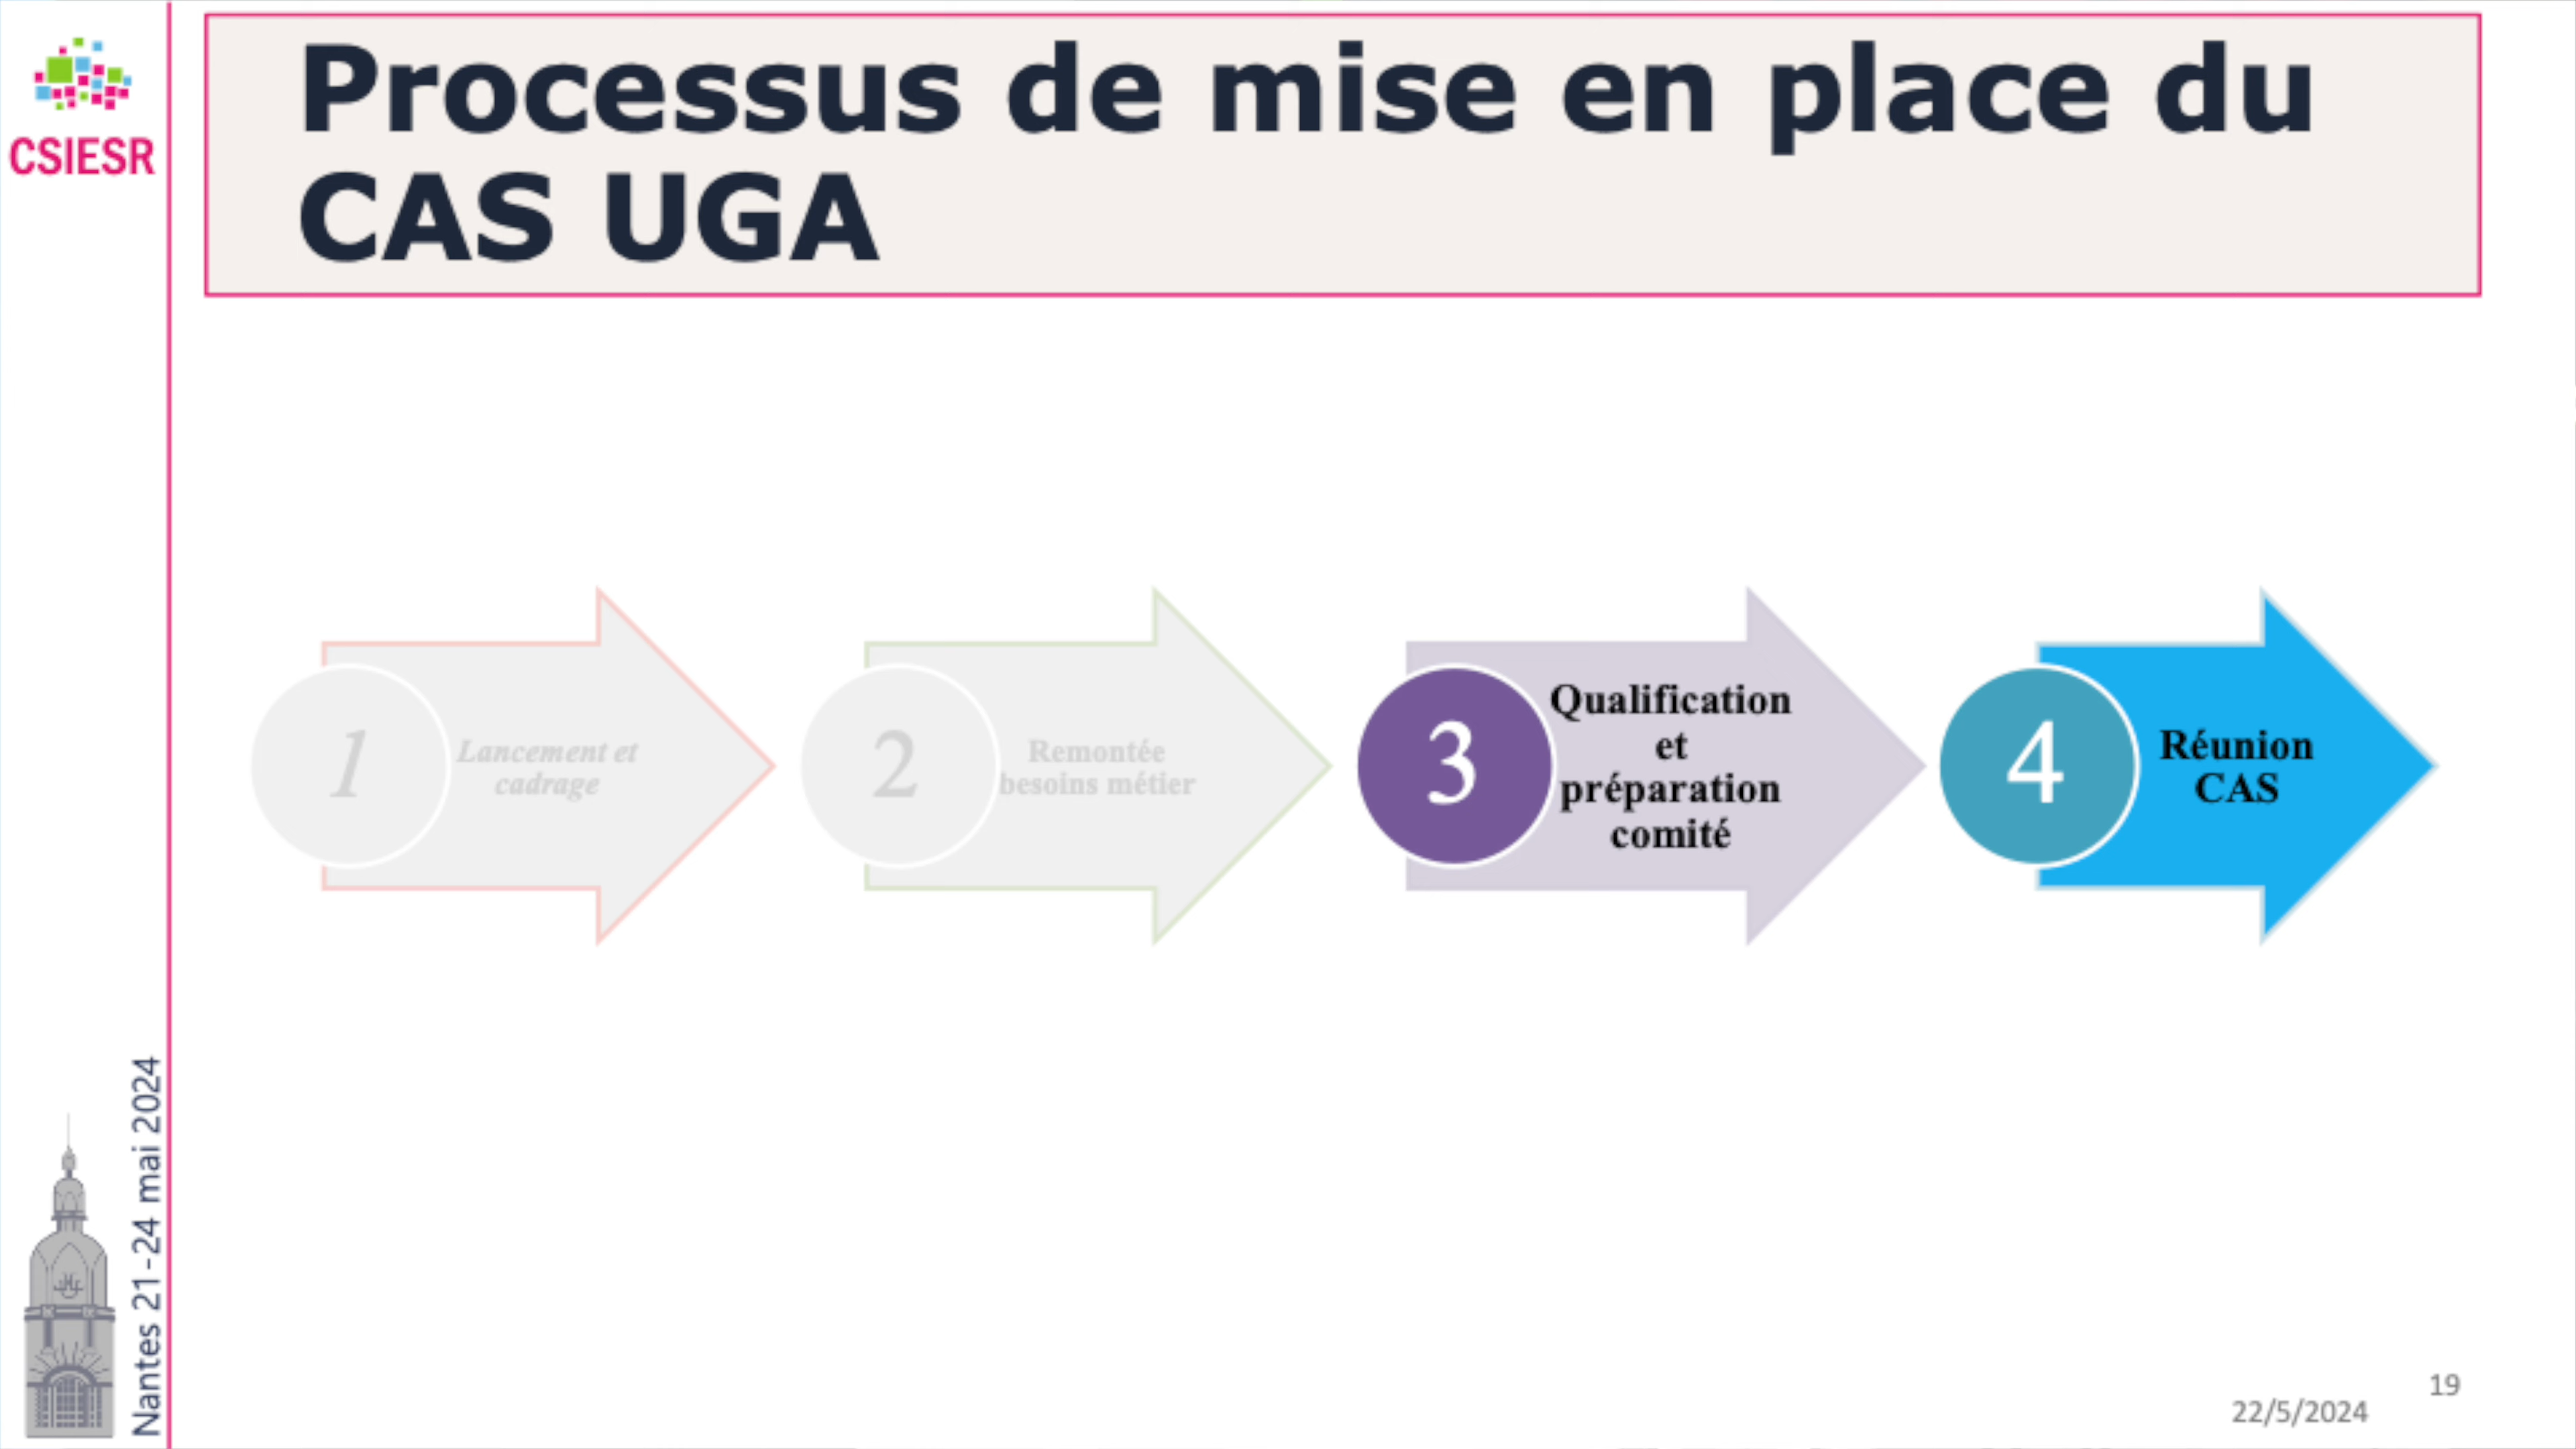 CSIESR
Processus de mise en place du
CAS UGA
1
Lancement et
cadrage
2
Remontée
besoins métier
3
Qualification
et
préparation
comité
4
Réunion
CAS
Nantes 21-24 mai 2024
19
22/5/2024